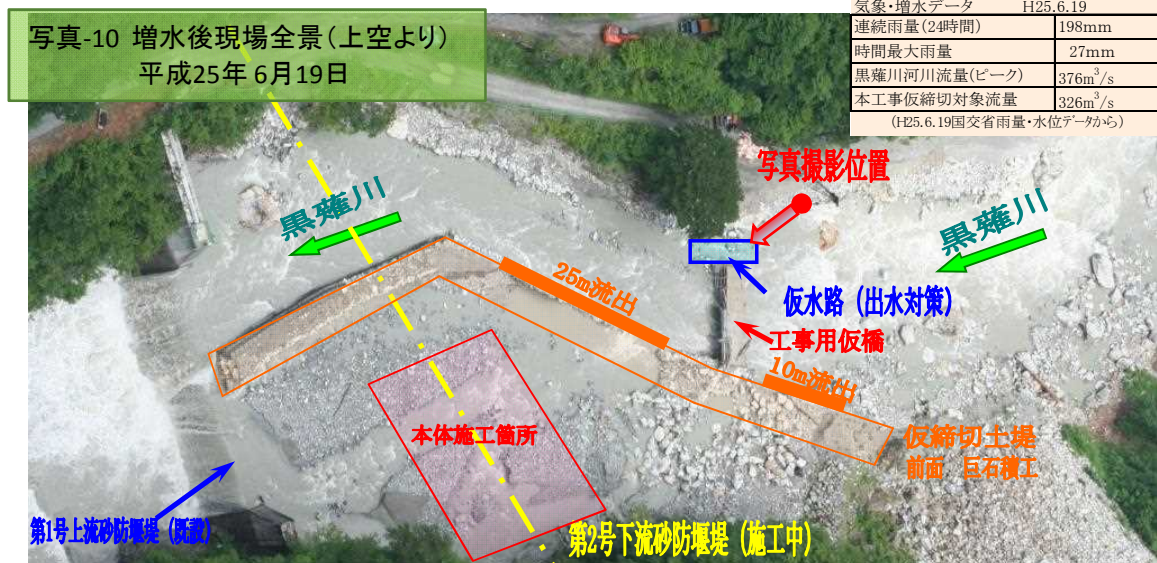 写真-10 増水後現場全景（上空より）
平成25年 6月19日
気象・増水データ H25.6.19
連続雨量(24時間) 198mm
時間最大雨量 27mm
黒薙川河川流量(ピーク) 376m³/s
本工事仮締切対象流量 326m³/s
(H25.6.19国交省雨量・水位データから)
写真撮影位置
黒薙川
黒薙川
25m流出
仮水路（出水対策）
工事用仮橋
10m流出
本体施工箇所
仮締切土堤
前面 巨石積工
第1号上流砂防堰堤（既設）
第2号下流砂防堰堤（施工中）